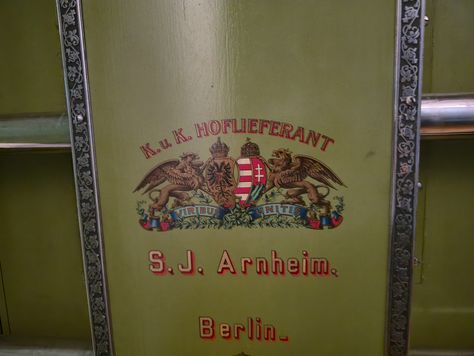 K. u. K. HOFLIEFERANT
VIRIBUS UNITIS
S. J. Arnheim.
Berlin.